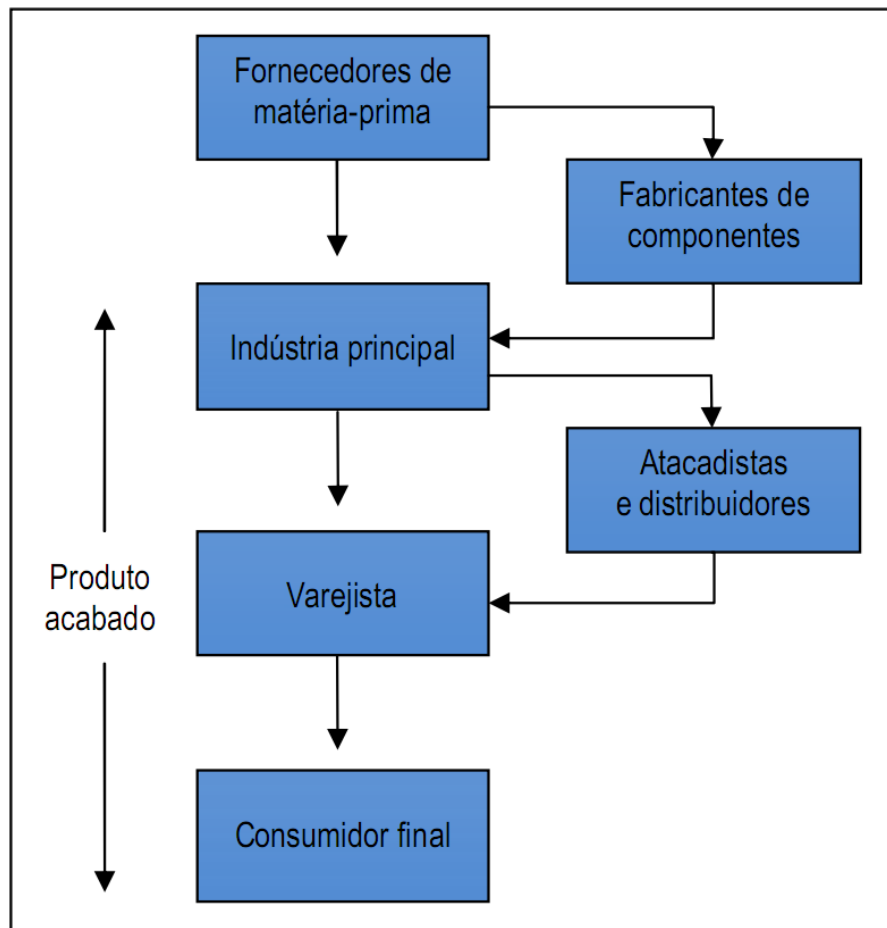 Fornecedores de
matéria-prima
Fabricantes de
componentes
Indústria principal
Atacadistas
e distribuidores
Produto
acabado
Varejista
Consumidor final